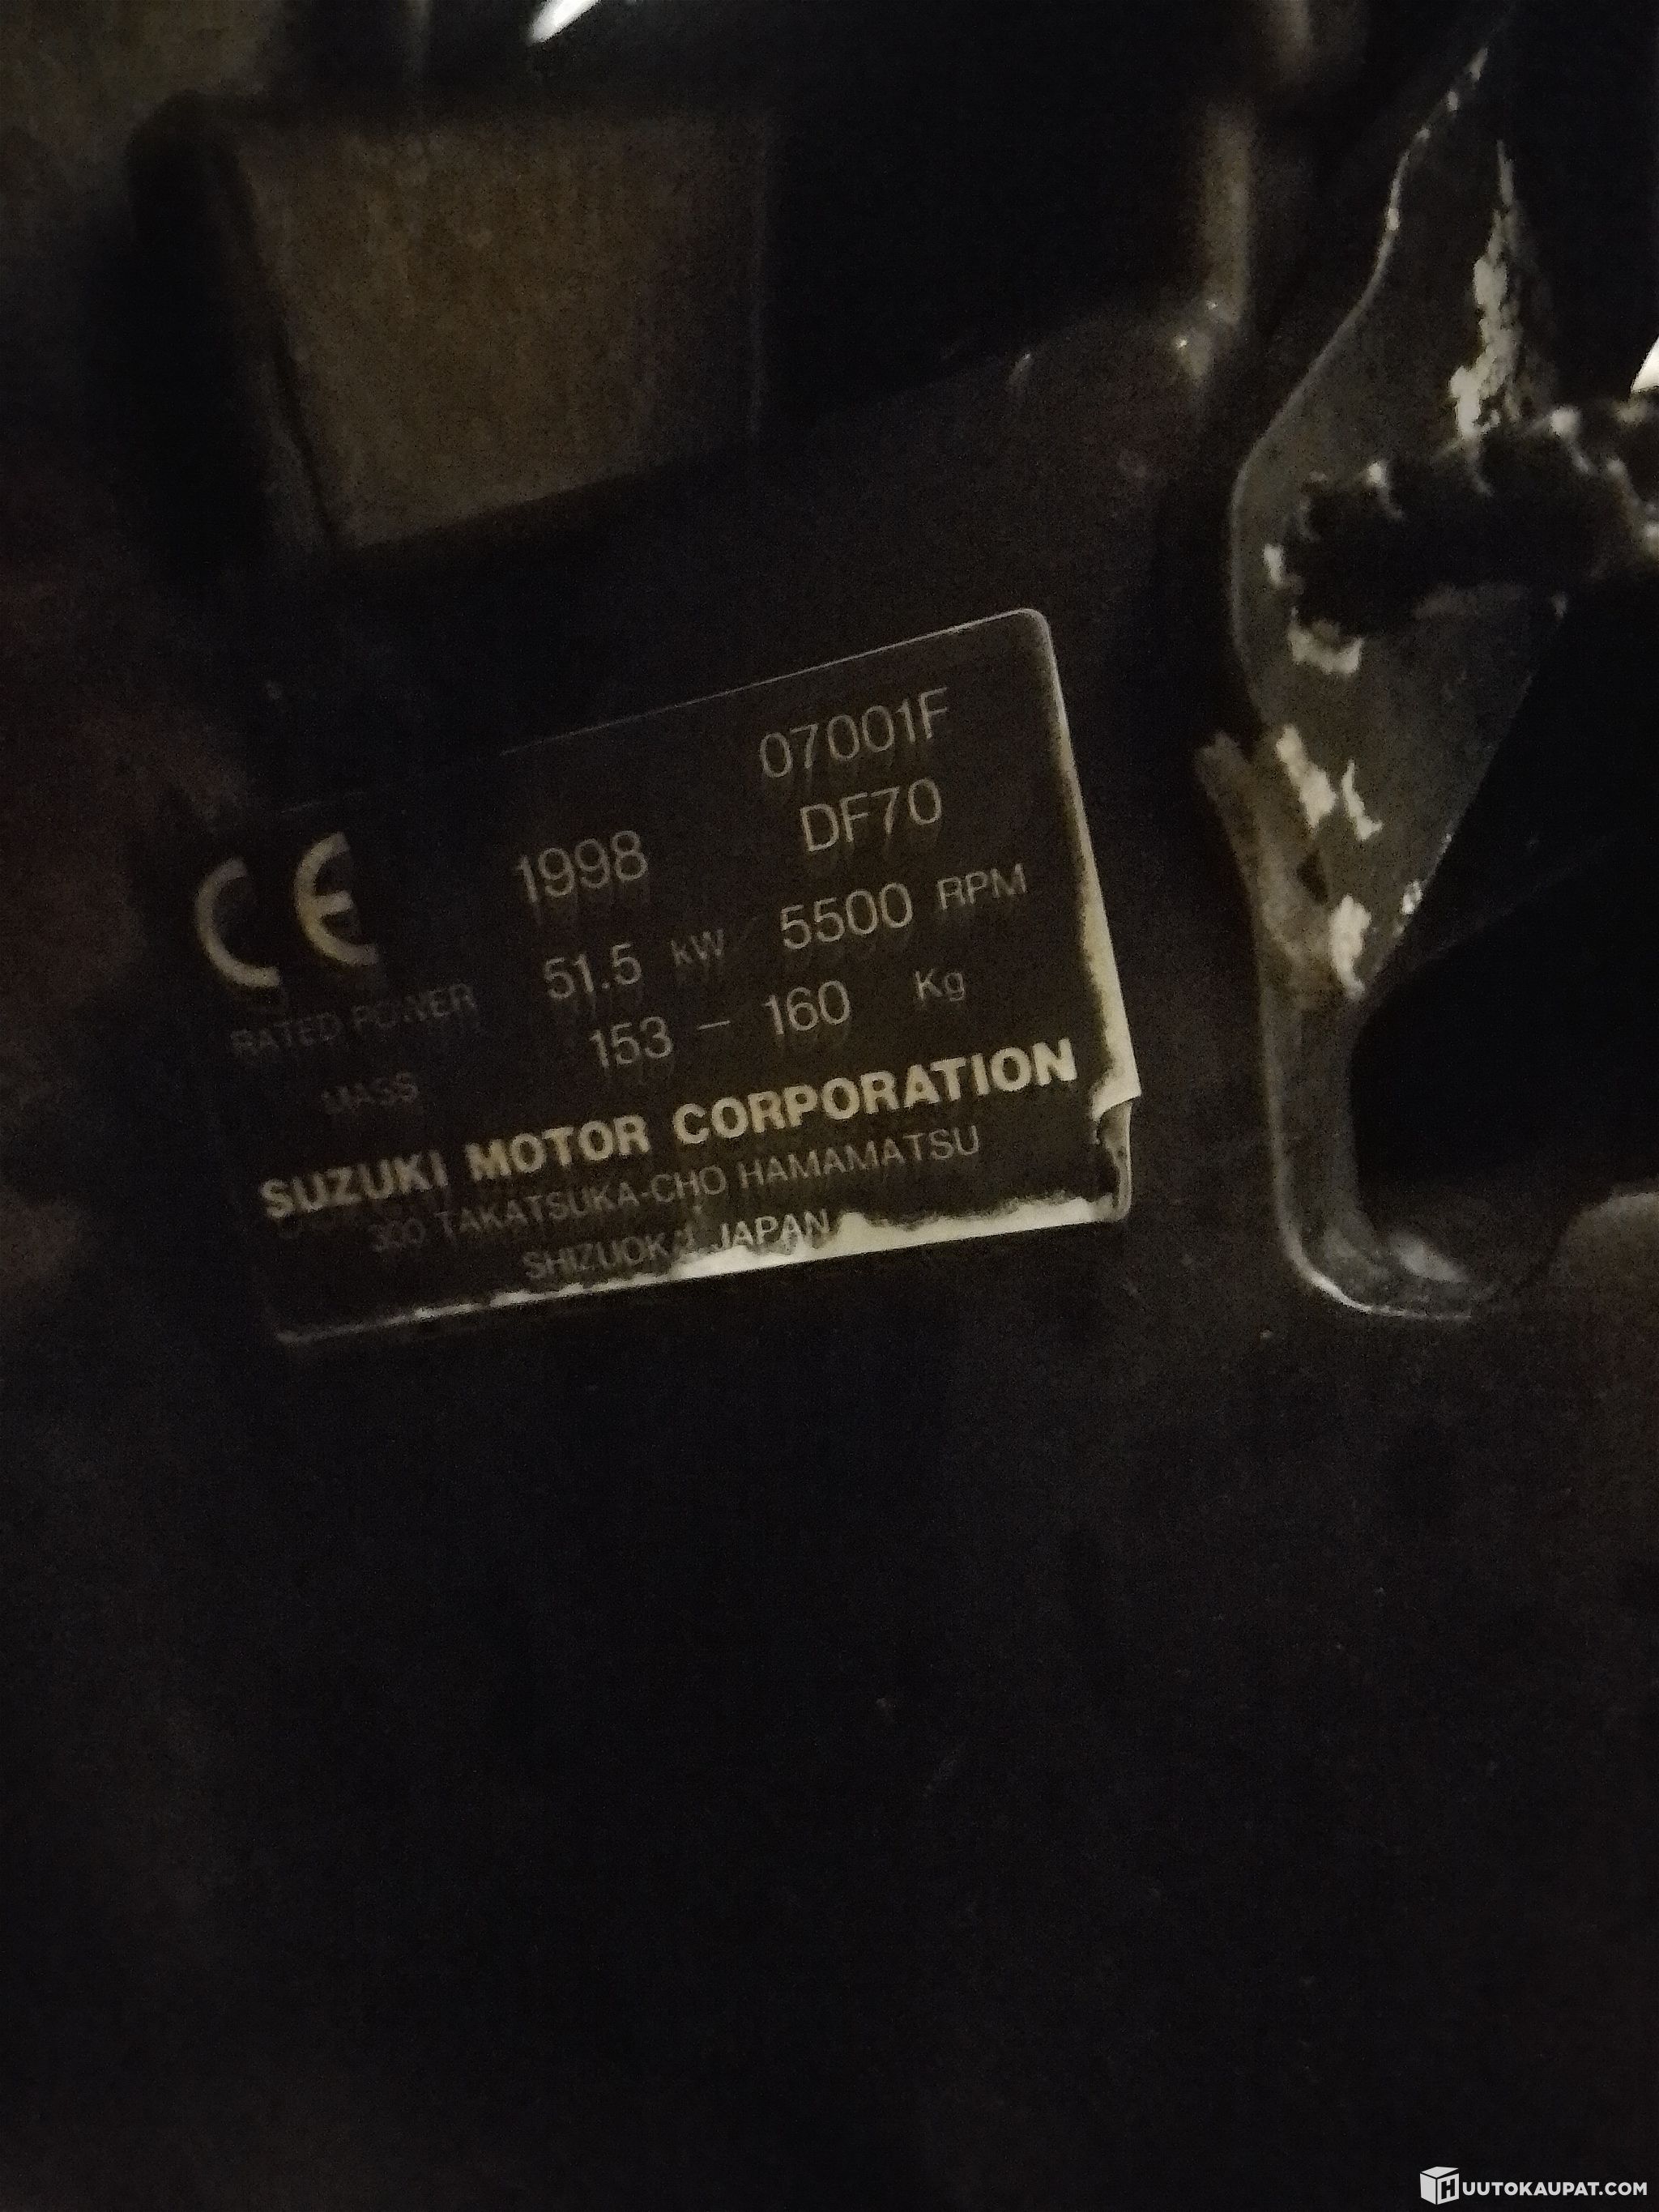 07001F
CE 1998 DF70
RATED POWER 51.5 kW 5500 RPM
MASS 153 - 160 Kg
SUZUKI MOTOR CORPORATION
300 TAKATSUKA-CHO HAMAMATSU
SHIZUOKA JAPAN
HUUTOKAUPAT.COM